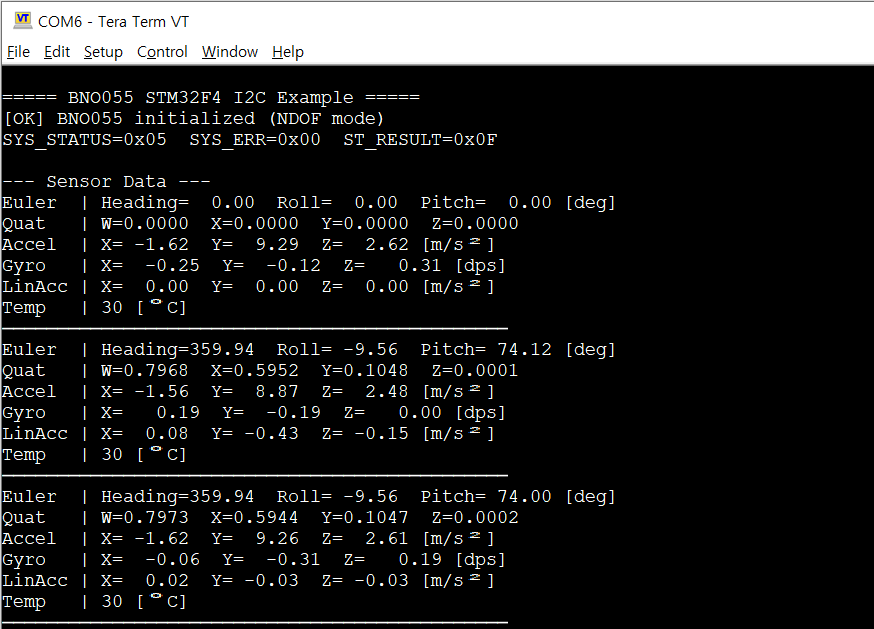 VT COM6 - Tera Term VT
File Edit Setup Control Window Help
===== BNO055 STM32F4 I2C Example =====
[OK] BNO055 initialized (NDOF mode)
SYS_STATUS=0x05  SYS_ERR=0x00  ST_RESULT=0x0F
--- Sensor Data ---
Euler  | Heading=  0.00  Roll=  0.00  Pitch=  0.00 [deg]
Quat   | W=0.0000  X=0.0000  Y=0.0000  Z=0.0000
Accel  | X= -1.62  Y=  9.29  Z=  2.62 [m/s²]
Gyro   | X=  -0.25  Y=  -0.12  Z=   0.31 [dps]
LinAcc | X=  0.00  Y=  0.00  Z=  0.00 [m/s²]
Temp   | 30 [°C]
Euler  | Heading=359.94  Roll= -9.56  Pitch= 74.12 [deg]
Quat   | W=0.7968  X=0.5952  Y=0.1048  Z=0.0001
Accel  | X= -1.56  Y=  8.87  Z=  2.48 [m/s²]
Gyro   | X=   0.19  Y=  -0.19  Z=   0.00 [dps]
LinAcc | X=  0.08  Y= -0.43  Z= -0.15 [m/s²]
Temp   | 30 [°C]
Euler  | Heading=359.94  Roll= -9.56  Pitch= 74.00 [deg]
Quat   | W=0.7973  X=0.5944  Y=0.1047  Z=0.0002
Accel  | X= -1.62  Y=  9.26  Z=  2.61 [m/s²]
Gyro   | X=  -0.06  Y=  -0.31  Z=   0.19 [dps]
LinAcc | X=  0.02  Y= -0.03  Z= -0.03 [m/s²]
Temp   | 30 [°C]